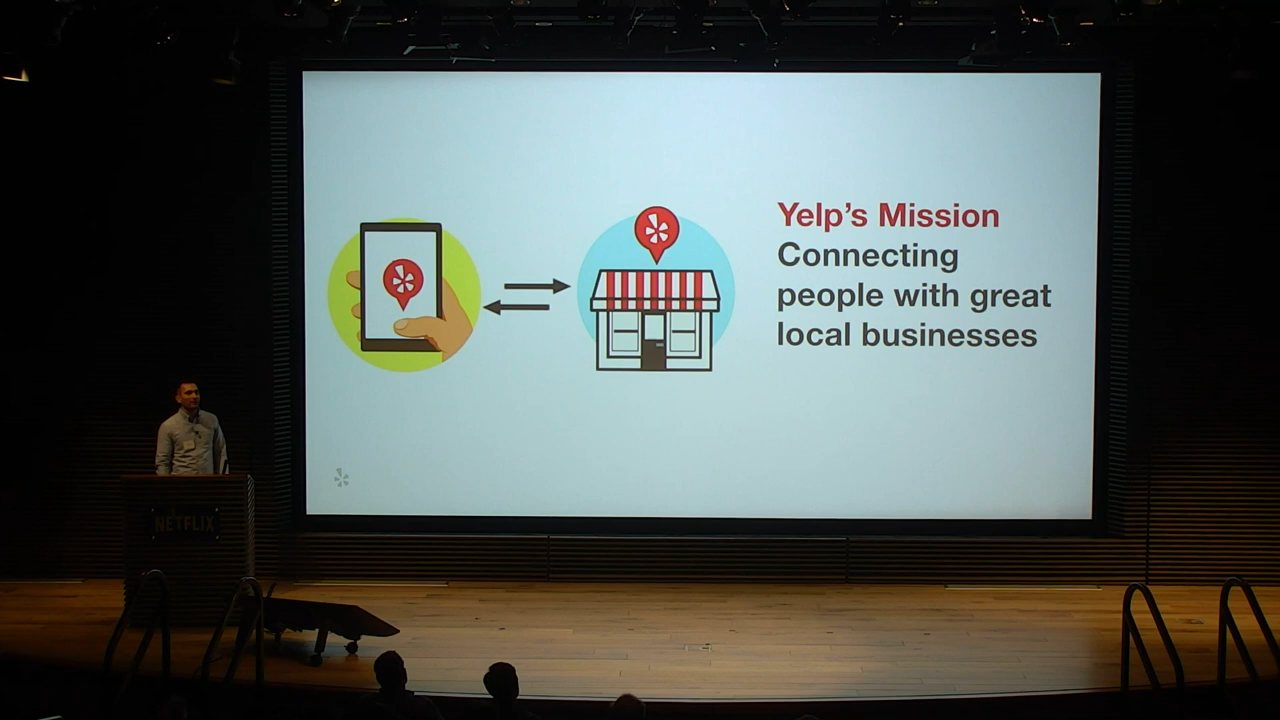 Yelp's Mission
Connecting
people with great
local businesses
NETFLIX